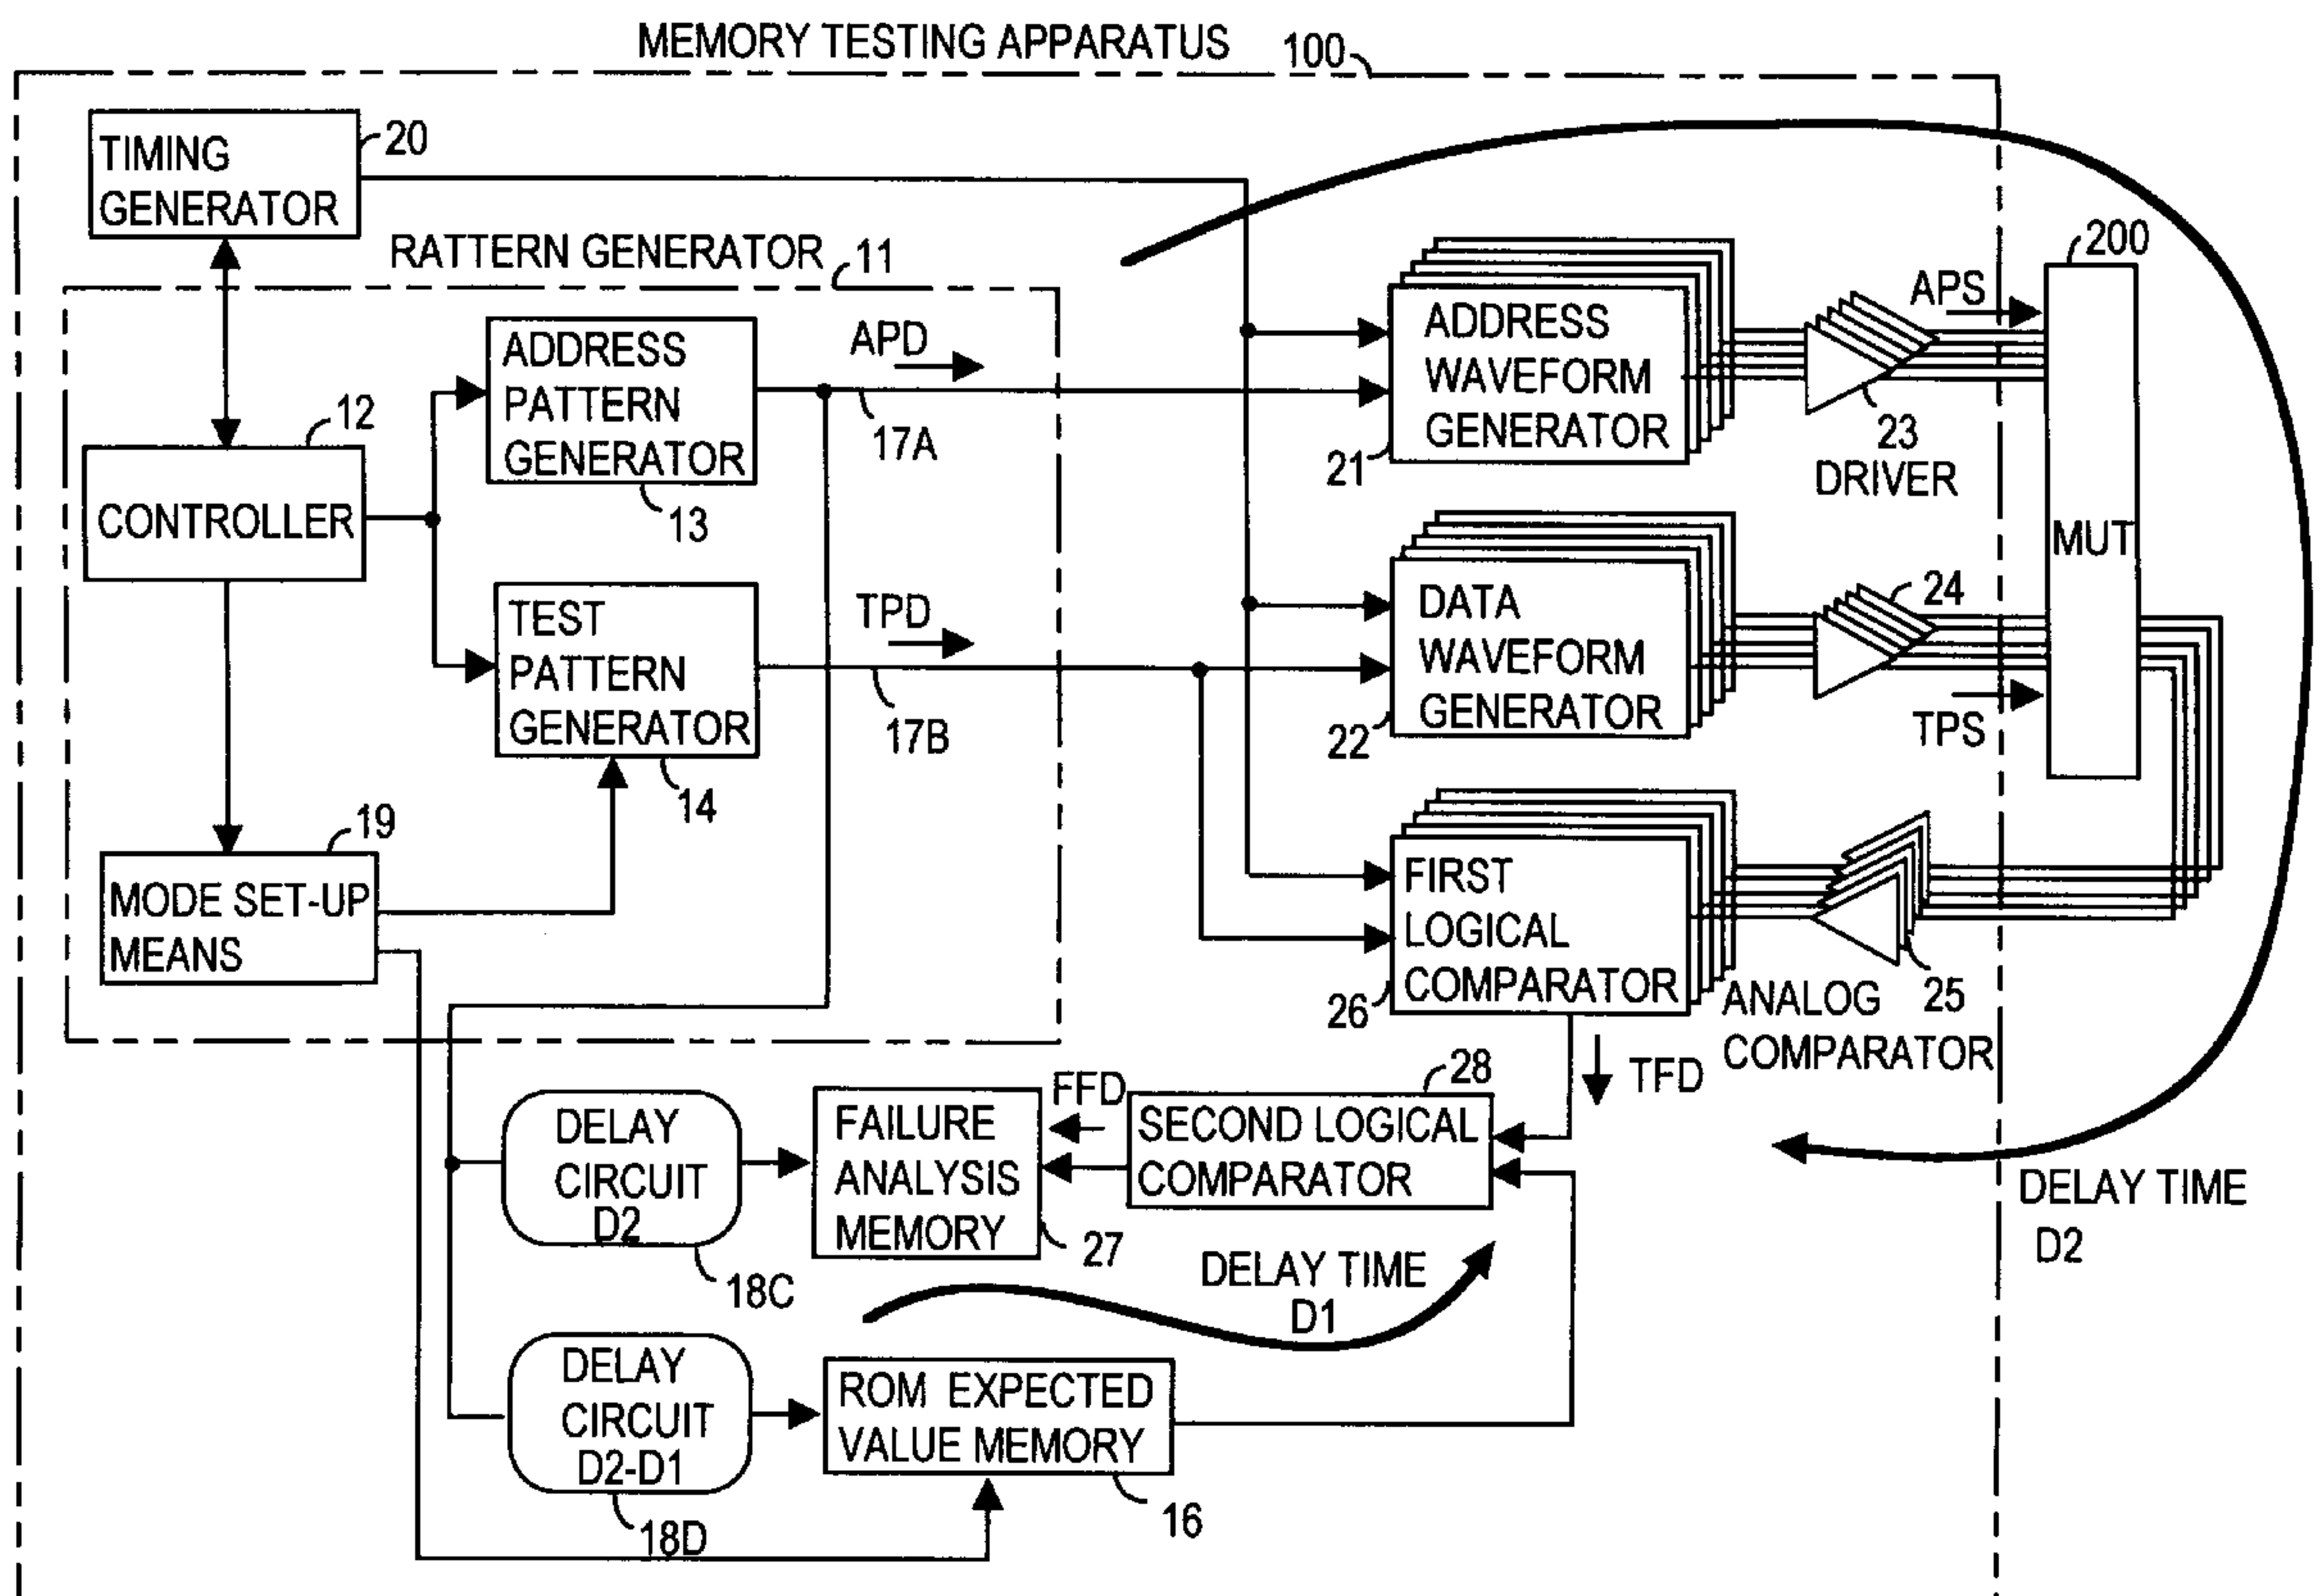 MEMORY TESTING APPARATUS
100
TIMING
GENERATOR
20
RATTERN GENERATOR
11
200
APS
ADDRESS
WAVEFORM
GENERATOR
21
23
DRIVER
ADDRESS
PATTERN
GENERATOR
13
APD
17A
12
CONTROLLER
MUT
DATA
WAVEFORM
GENERATOR
22
24
TPS
TEST
PATTERN
GENERATOR
14
TPD
17B
19
MODE SET-UP
MEANS
FIRST
LOGICAL
COMPARATOR
26
25
ANALOG
COMPARATOR
TFD
28
SECOND LOGICAL
COMPARATOR
FFD
FAILURE
ANALYSIS
MEMORY
27
DELAY
CIRCUIT
D2
18C
DELAY TIME
D2
DELAY TIME
D1
DELAY
CIRCUIT
D2-D1
18D
ROM EXPECTED
VALUE MEMORY
16